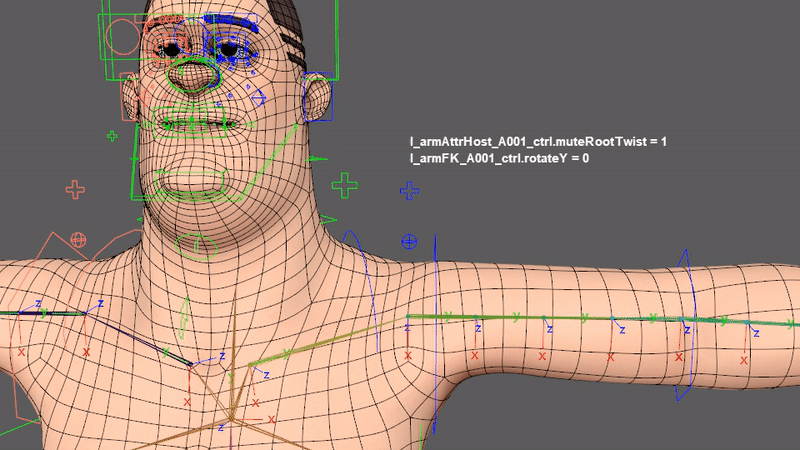 l_armAttrHost_A001_ctrl.muteRootTwist = 1
l_armFK_A001_ctrl.rotateY = 0
z
z
y
y
y
y
y
y
y
z
z
z
z
z
z
y
y
z
x
x
x
x
x
x
x
z
y
x
x
x
z